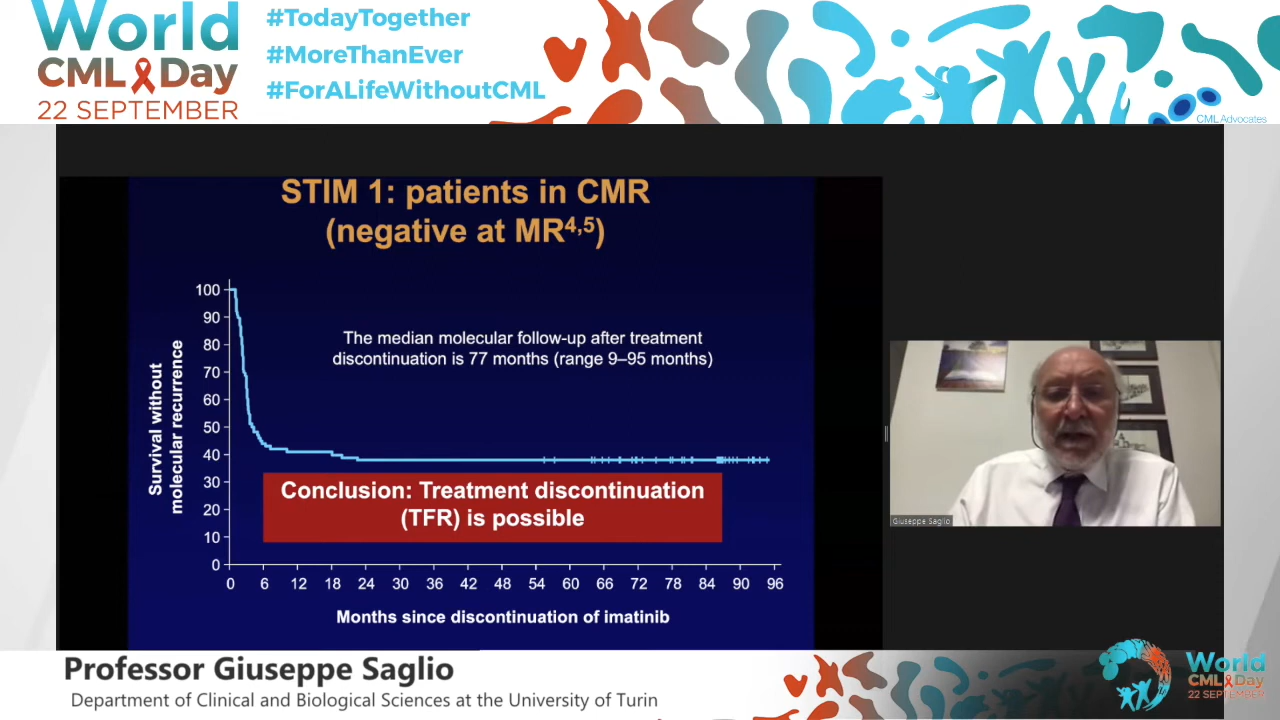 World
CML Day
22 SEPTEMBER
#TodayTogether
#MoreThanEver
#ForALifeWithoutCML
CML Advocates
STIM 1: patients in CMR
(negative at MR4,5)
The median molecular follow-up after treatment
discontinuation is 77 months (range 9–95 months)
Survival without
molecular recurrence
100
90
80
70
60
50
40
30
20
10
0
Conclusion: Treatment discontinuation
(TFR) is possible
0 6 12 18 24 30 36 42 48 54 60 66 72 78 84 90 96
Months since discontinuation of imatinib
Giuseppe Saglio
Professor Giuseppe Saglio
Department of Clinical and Biological Sciences at the University of Turin
World
CML Day
22 SEPTEMBER